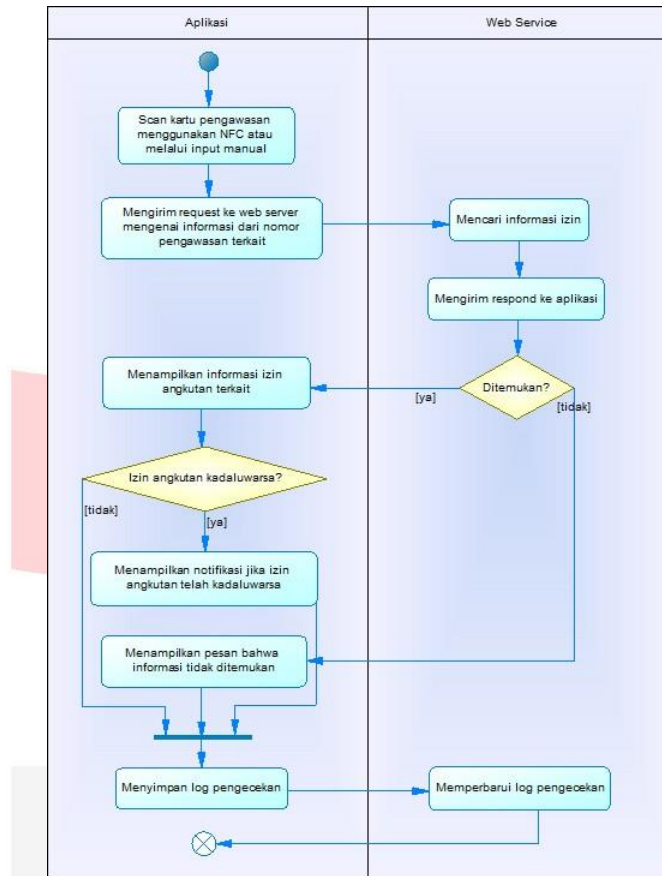 Aplikasi
Web Service
Scan kartu pengawasan
menggunakan NFC atau
melalui input manual
Mengirim request ke web server
mengenai informasi dari nomor
pengawasan terkait
Mencari informasi izin
Mengirim respond ke aplikasi
Ditemukan?
[ya]
[tidak]
Menampilkan informasi izin
angkutan terkait
Izin angkutan kadaluwarsa?
[tidak]
[ya]
Menampilkan notifikasi jika izin
angkutan telah kadaluwarsa
Menampilkan pesan bahwa
informasi tidak ditemukan
Menyimpan log pengecekan
Memperbarui log pengecekan